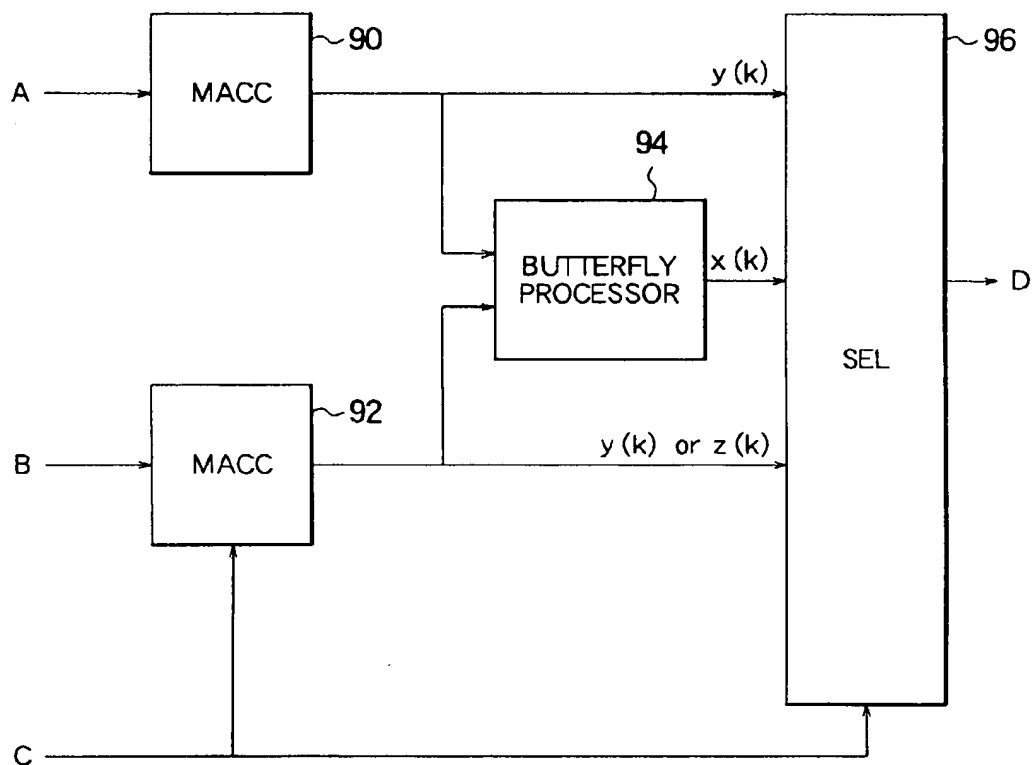 90
96
A
MACC
y(k)
94
BUTTERFLY
PROCESSOR
x(k)
D
SEL
92
B
MACC
y(k) or z(k)
C